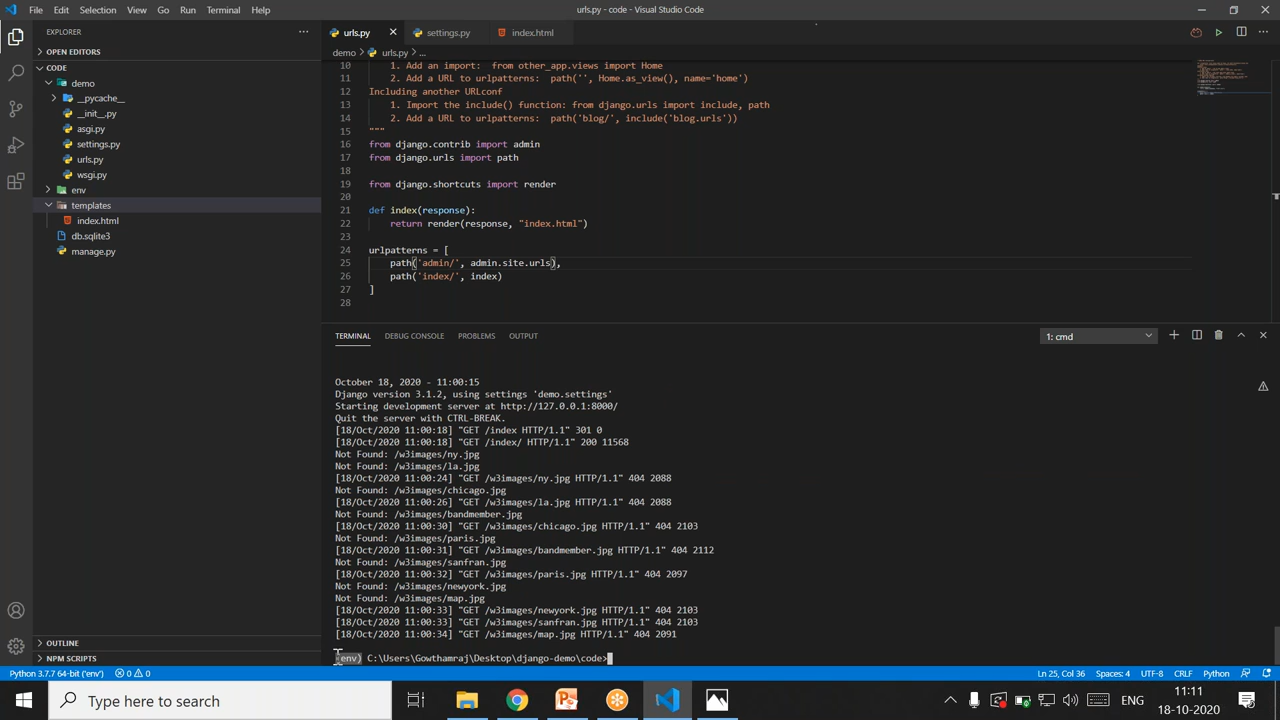 File Edit Selection View Go Run Terminal Help
urls.py - code - Visual Studio Code
EXPLORER
OPEN EDITORS
CODE
demo
__pycache__
__init__.py
asgi.py
settings.py
urls.py
wsgi.py
env
templates
index.html
db.sqlite3
manage.py
OUTLINE
NPM SCRIPTS
urls.py settings.py index.html
demo > urls.py > ...
10 1. Add an import: from other_app.views import Home
11 2. Add a URL to urlpatterns: path('', Home.as_view(), name='home')
12 Including another URLconf
13 1. Import the include() function: from django.urls import include, path
14 2. Add a URL to urlpatterns: path('blog/', include('blog.urls'))
15 """
16 from django.contrib import admin
17 from django.urls import path
18
19 from django.shortcuts import render
20
21 def index(response):
22 return render(response, "index.html")
23
24 urlpatterns = [
25 path('admin/', admin.site.urls),
26 path('index/', index)
27 ]
28
TERMINAL DEBUG CONSOLE PROBLEMS OUTPUT
1: cmd
October 18, 2020 - 11:00:15
Django version 3.1.2, using settings 'demo.settings'
Starting development server at http://127.0.0.1:8000/
Quit the server with CTRL-BREAK.
[18/Oct/2020 11:00:18] "GET /index HTTP/1.1" 301 0
[18/Oct/2020 11:00:18] "GET /index/ HTTP/1.1" 200 11568
Not Found: /w3images/ny.jpg
Not Found: /w3images/la.jpg
[18/Oct/2020 11:00:24] "GET /w3images/ny.jpg HTTP/1.1" 404 2088
Not Found: /w3images/chicago.jpg
[18/Oct/2020 11:00:26] "GET /w3images/la.jpg HTTP/1.1" 404 2088
Not Found: /w3images/bandmember.jpg
[18/Oct/2020 11:00:30] "GET /w3images/chicago.jpg HTTP/1.1" 404 2103
Not Found: /w3images/paris.jpg
[18/Oct/2020 11:00:31] "GET /w3images/bandmember.jpg HTTP/1.1" 404 2112
Not Found: /w3images/sanfran.jpg
[18/Oct/2020 11:00:32] "GET /w3images/paris.jpg HTTP/1.1" 404 2097
Not Found: /w3images/newyork.jpg
Not Found: /w3images/map.jpg
[18/Oct/2020 11:00:33] "GET /w3images/newyork.jpg HTTP/1.1" 404 2103
[18/Oct/2020 11:00:33] "GET /w3images/sanfran.jpg HTTP/1.1" 404 2103
[18/Oct/2020 11:00:34] "GET /w3images/map.jpg HTTP/1.1" 404 2091
(env) C:\Users\Gowthamraj\Desktop\django-demo\code>
Python 3.7.7 64-bit ('env') 0 0 Ln 25, Col 36 Spaces: 4 UTF-8 CRLF Python
Type here to search
ENG
11:11
18-10-2020